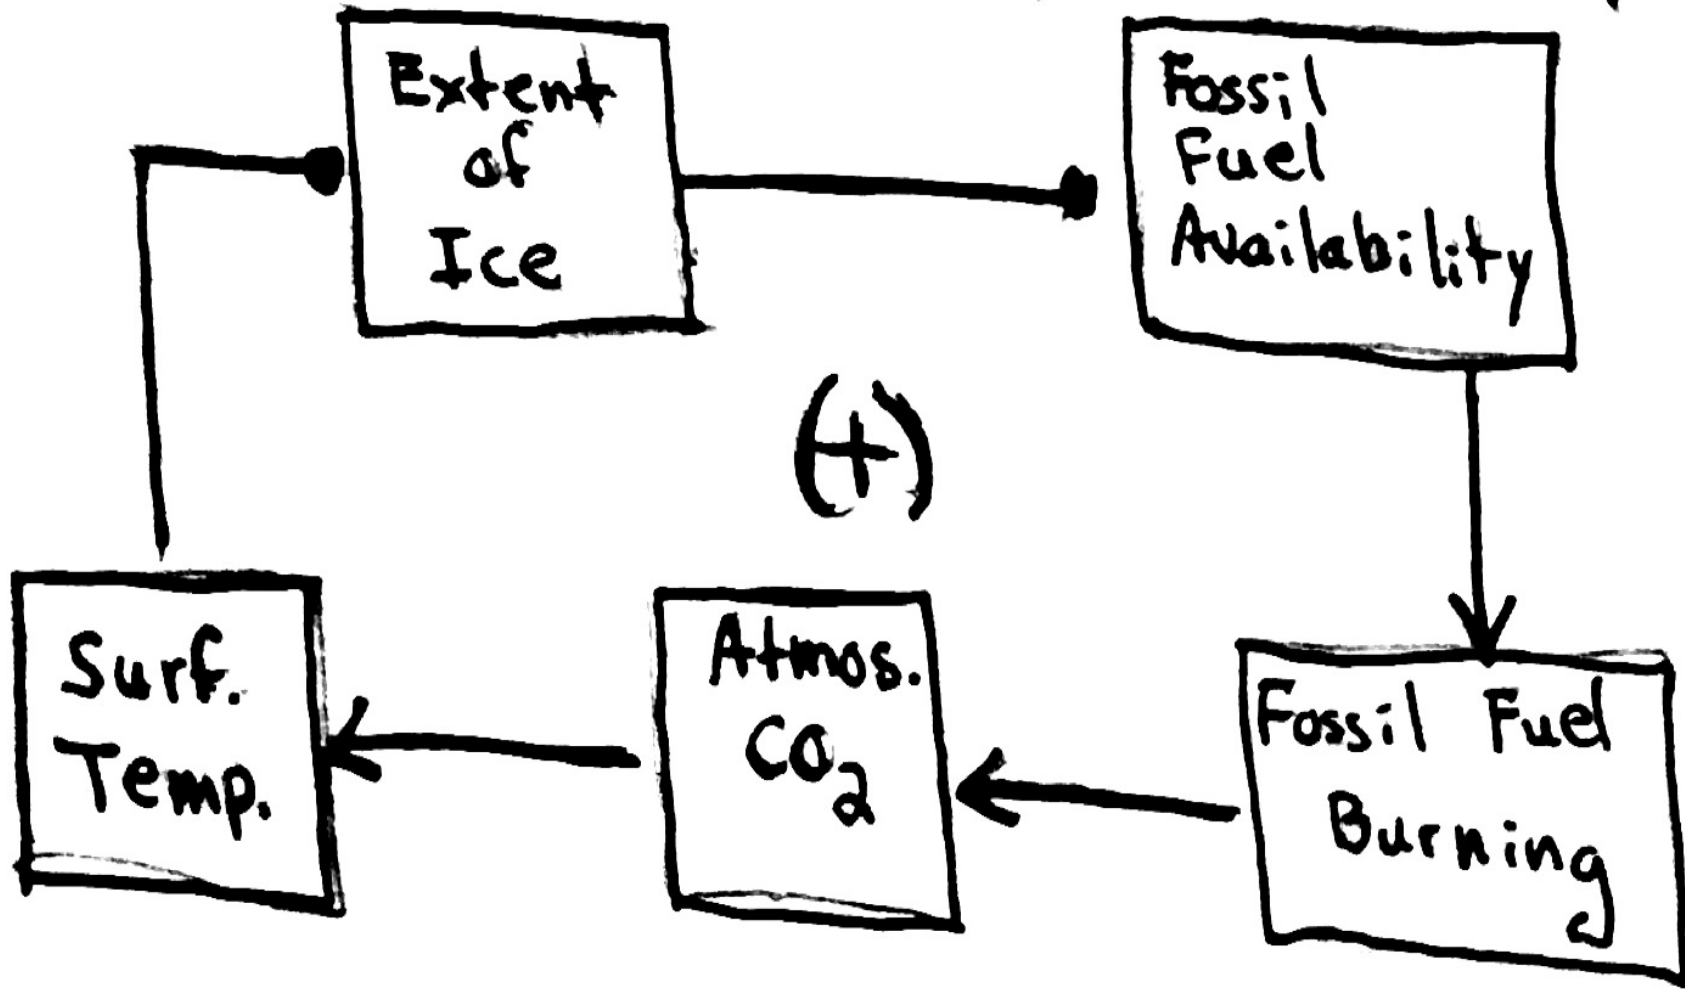 Extent
of
Ice
Fossil
Fuel
Availability
(+)
Surf.
Temp.
Atmos.
CO₂
Fossil Fuel
Burning